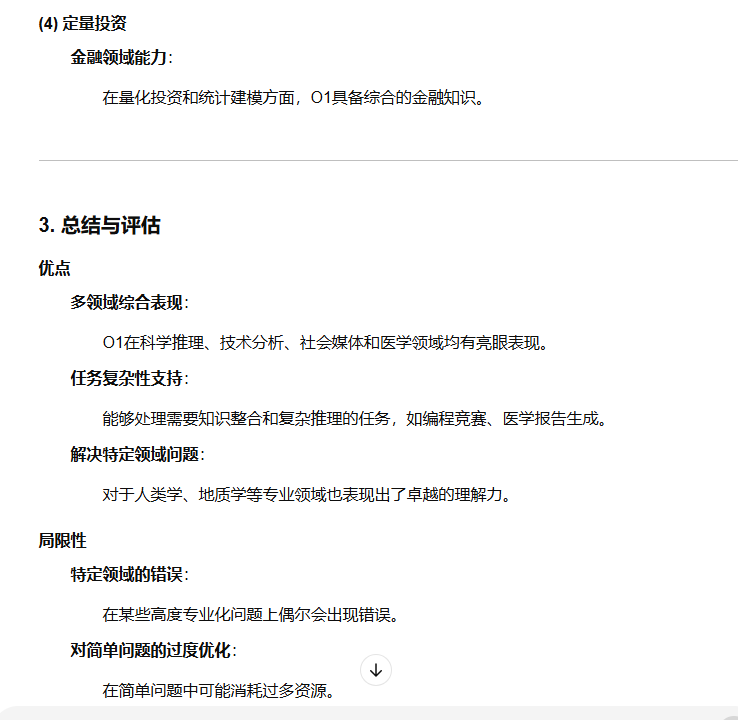 (4) 定量投资
金融领域能力：
在量化投资和统计建模方面，O1具备综合的金融知识。
3. 总结与评估
优点
多领域综合表现：
O1在科学推理、技术分析、社会媒体和医学领域均有亮眼表现。
任务复杂性支持：
能够处理需要知识整合和复杂推理的任务，如编程竞赛、医学报告生成。
解决特定领域问题：
对于人类学、地质学等专业领域也表现出了卓越的理解力。
局限性
特定领域的错误：
在某些高度专业化问题上偶尔会出现错误。
对简单问题的过度优化：
在简单问题中可能消耗过多资源。